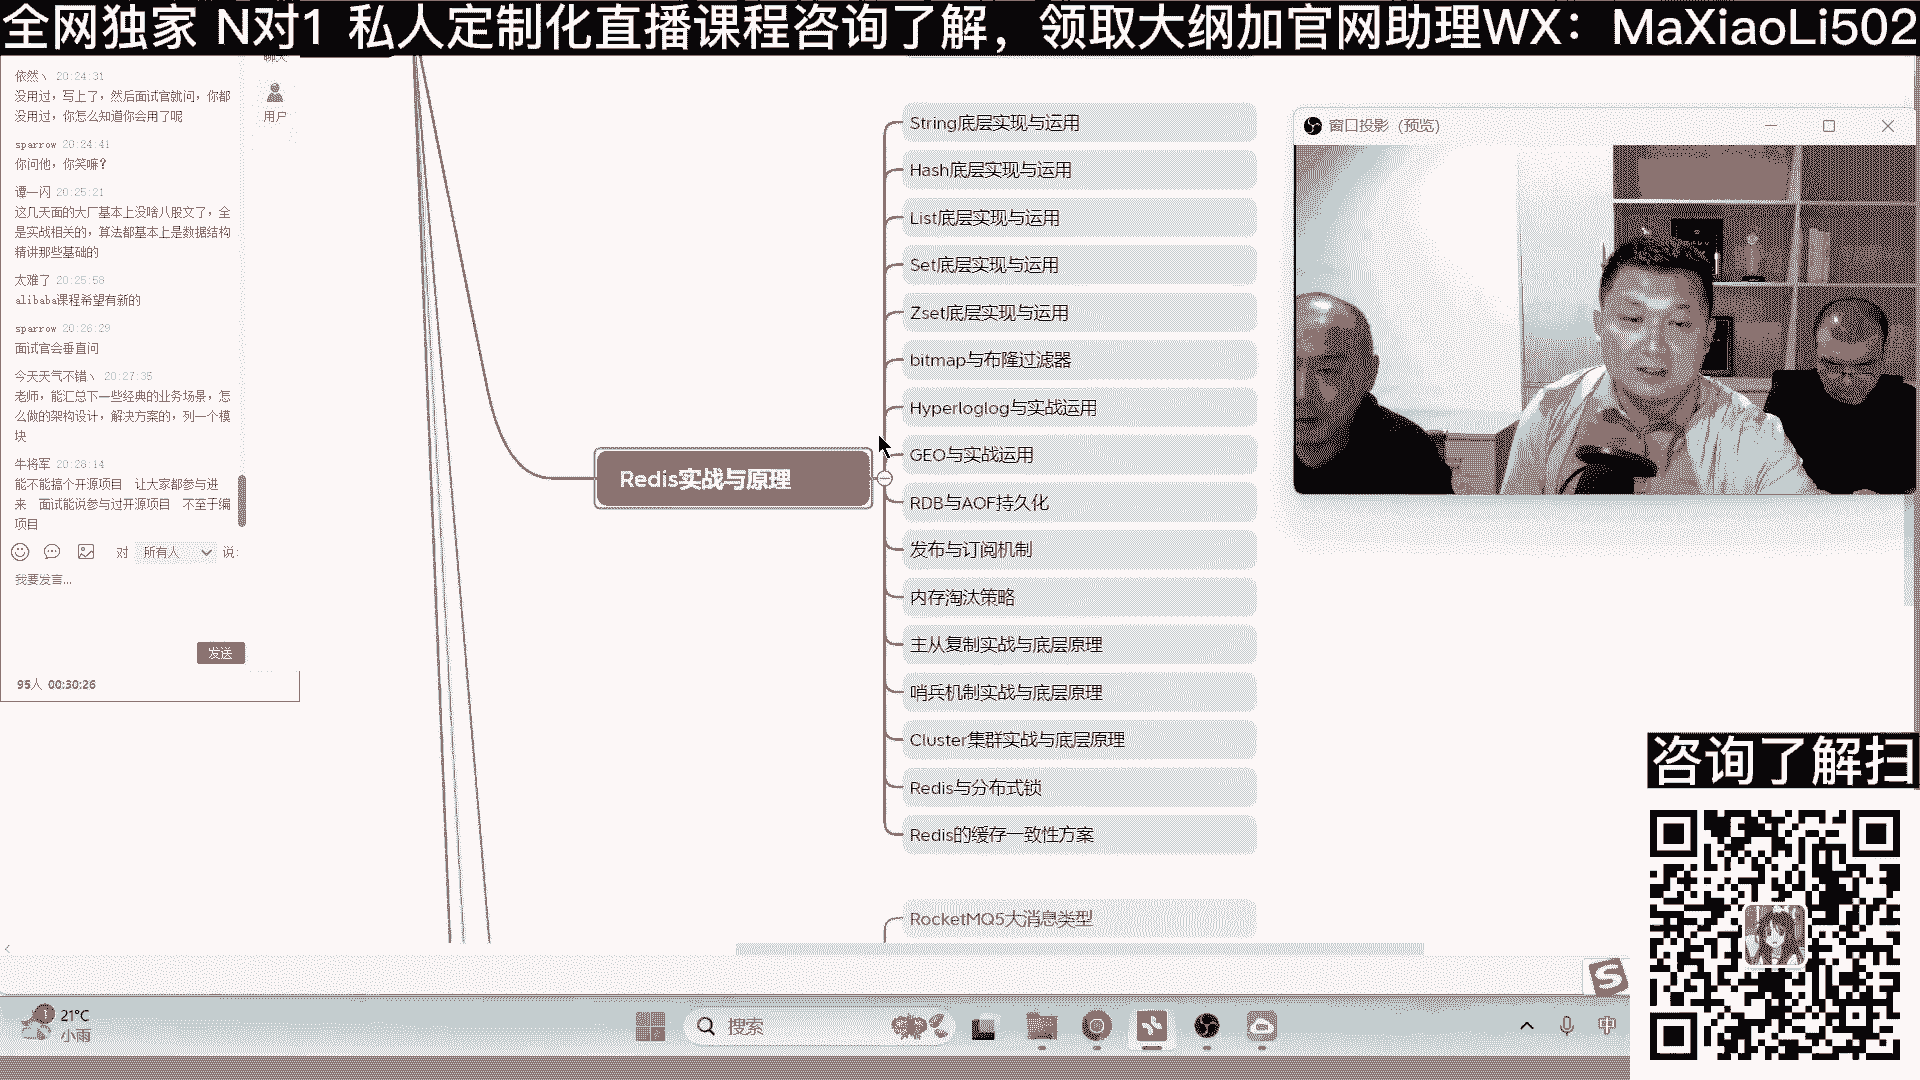 全网独家 N对1 私人定制化直播课程咨询了解，领取大纲加官网助理WX：MaXiaoLi502
依然丶 20:24:31
没用过，写上了，然后面试官就问，你都
没用过，你怎么知道你会用了呢
sparrow 20:24:41
你问他，你笑嘛？
谭一闪 20:25:21
这几天面的大厂基本上没啥八股文了，全
是实战相关的，算法都基本上是数据结构
精讲那些基础的
太难了 20:25:58
alibaba课程希望有新的
sparrow 20:26:29
面试官会垂直问
今天天气不错丶 20:27:35
老师，能汇总下一些经典的业务场景，怎
么做的架构设计，解决方案的，列一个模
块
牛将军 20:28:14
能不能搞个开源项目 让大家都参与进
来 面试能说参与过开源项目 不至于编
项目
对 所有人 说:
我要发言...
发送
95人 00:30:26
聊天
用户
Redis实战与原理
String底层实现与运用
Hash底层实现与运用
List底层实现与运用
Set底层实现与运用
Zset底层实现与运用
bitmap与布隆过滤器
Hyperloglog与实战运用
GEO与实战运用
RDB与AOF持久化
发布与订阅机制
内存淘汰策略
主从复制实战与底层原理
哨兵机制实战与底层原理
Cluster集群实战与底层原理
Redis与分布式锁
Redis的缓存一致性方案
RocketMQ5大消息类型
窗口投影（预览）
咨询了解扫
21°C
小雨
搜索
中